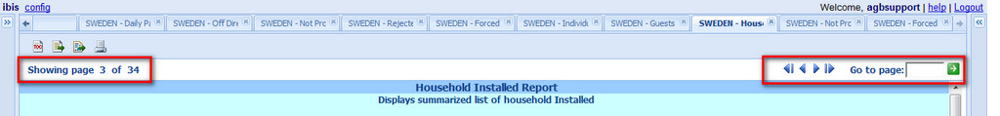 ibis config Welcome, agbsupport | help | Logout
SWEDEN - Daily Pa SWEDEN - Off Dire SWEDEN - Not Pro SWEDEN - Rejecte SWEDEN - Forced SWEDEN - Individu SWEDEN - Guests SWEDEN - House SWEDEN - Not Pro SWEDEN - Forced
TOC
Showing page 3 of 34 Go to page:
Household Installed Report
Displays summarized list of household Installed